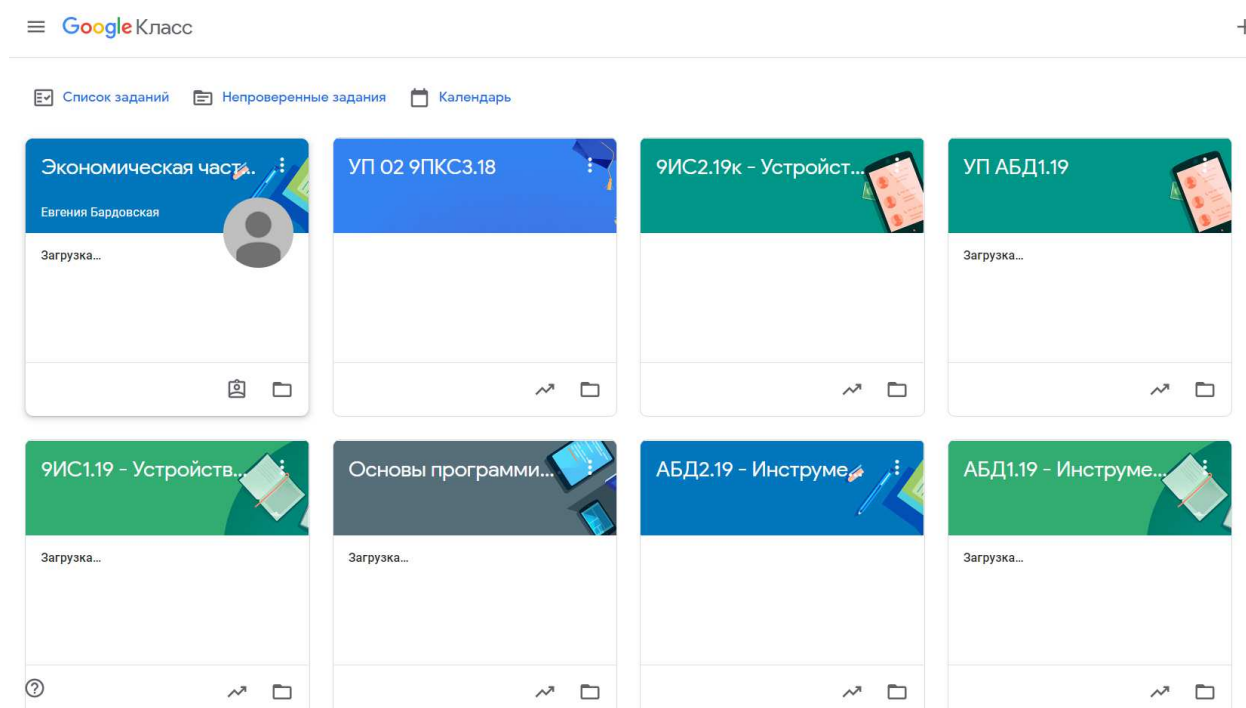 Google Класс
Список заданий Непроверенные задания Календарь
Экономическая част...
Евгения Бардовская
Загрузка...
УП 02 9ПКС3.18
9ИС2.19к - Устройст...
УП АБД1.19
Загрузка...
9ИС1.19 - Устройств...
Загрузка...
Основы программи...
Загрузка...
АБД2.19 - Инструме...
АБД1.19 - Инструме...
Загрузка...